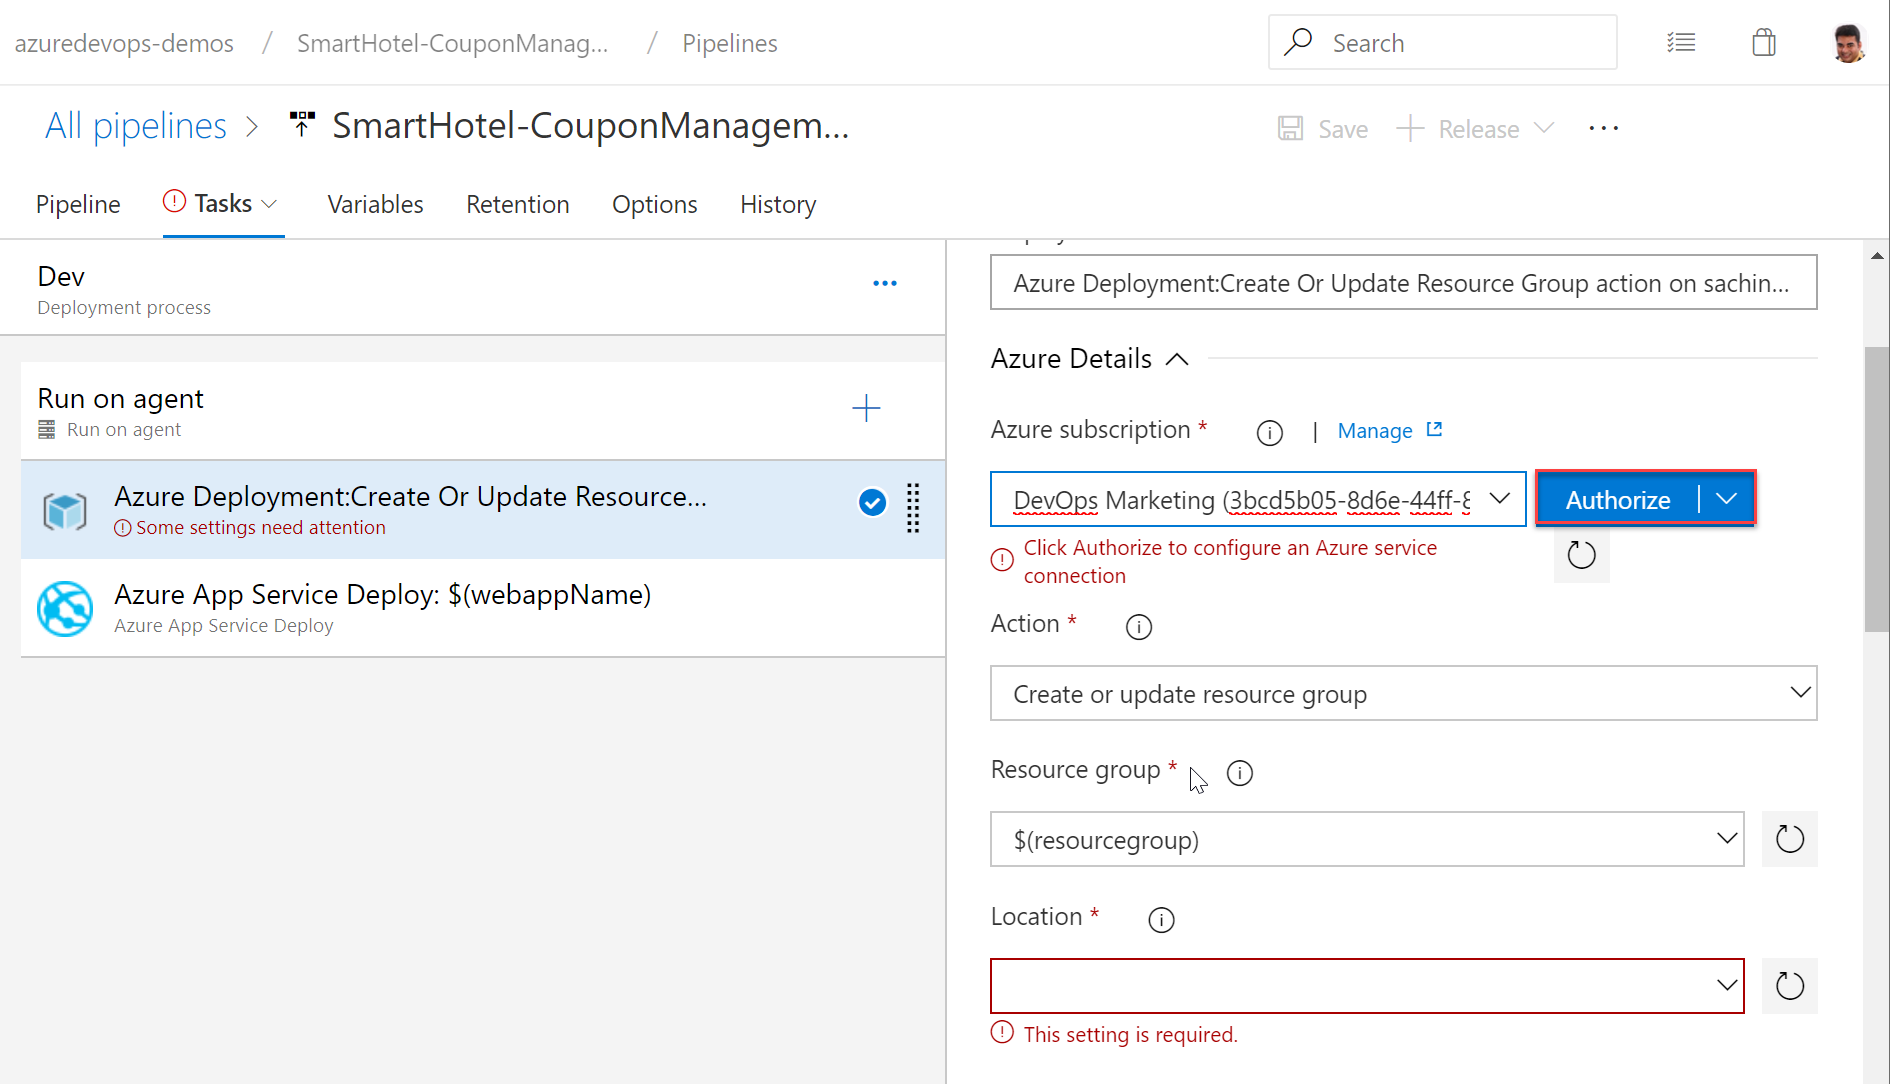 azuredevops-demos / SmartHotel-CouponManag... / Pipelines
Search
All pipelines > SmartHotel-CouponManagem...
Save
Release
Pipeline
Tasks
Variables
Retention
Options
History
Dev
Deployment process
Run on agent
Run on agent
Azure Deployment:Create Or Update Resource...
Some settings need attention
Azure App Service Deploy: $(webappName)
Azure App Service Deploy
Azure Deployment:Create Or Update Resource Group action on sachin...
Azure Details
Azure subscription * | Manage
DevOps Marketing (3bcd5b05-8d6e-44ff-8
Authorize
Click Authorize to configure an Azure service
connection
Action *
Create or update resource group
Resource group *
$(resourcegroup)
Location *
This setting is required.